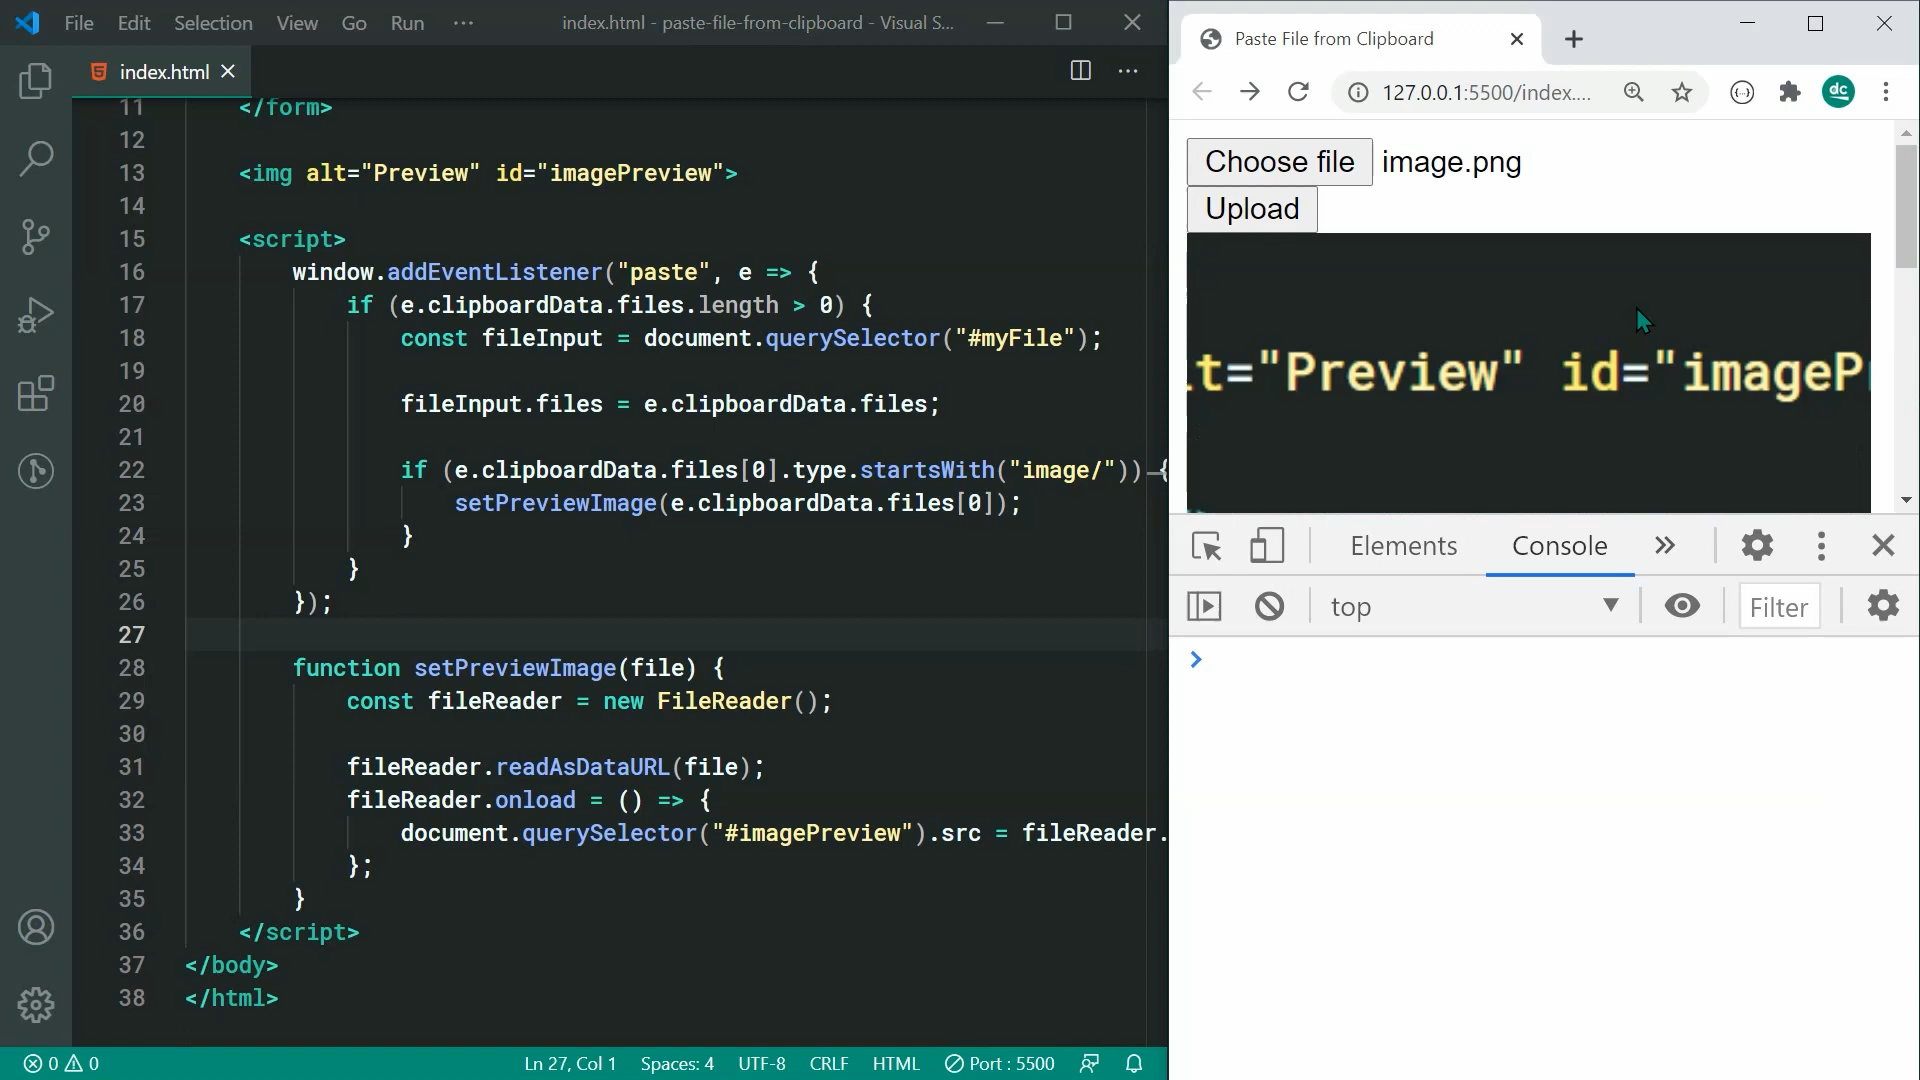 File Edit Selection View Go Run ··· index.html - paste-file-from-clipboard - Visual S...
index.html
11 </form>
12
13 <img alt="Preview" id="imagePreview">
14
15 <script>
16 window.addEventListener("paste", e => {
17 if (e.clipboardData.files.length > 0) {
18 const fileInput = document.querySelector("#myFile");
19
20 fileInput.files = e.clipboardData.files;
21
22 if (e.clipboardData.files[0].type.startsWith("image/")) {
23 setPreviewImage(e.clipboardData.files[0]);
24 }
25 }
26 });
27
28 function setPreviewImage(file) {
29 const fileReader = new FileReader();
30
31 fileReader.readAsDataURL(file);
32 fileReader.onload = () => {
33 document.querySelector("#imagePreview").src = fileReader.
34 };
35 }
36 </script>
37 </body>
38 </html>
0 0 Ln 27, Col 1 Spaces: 4 UTF-8 CRLF HTML Port : 5500
Paste File from Clipboard
127.0.0.1:5500/index.... dc
Choose file image.png
Upload
lt="Preview" id="imageP
Elements Console »
top Filter